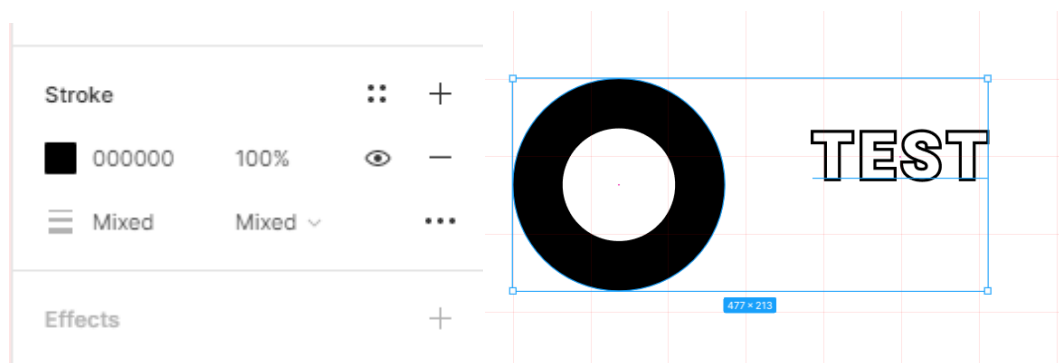 Stroke
000000 100%
Mixed Mixed
Effects
TEST
477 × 213